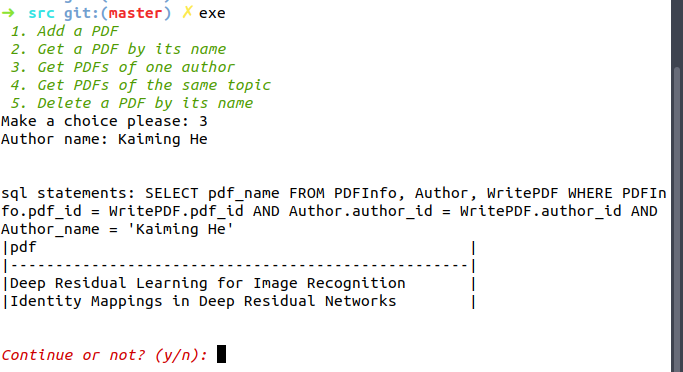 ➜ src git:(master) ✗ exe
1. Add a PDF
2. Get a PDF by its name
3. Get PDFs of one author
4. Get PDFs of the same topic
5. Delete a PDF by its name
Make a choice please: 3
Author name: Kaiming He
sql statements: SELECT pdf_name FROM PDFInfo, Author, WritePDF WHERE PDFIn
fo.pdf_id = WritePDF.pdf_id AND Author.author_id = WritePDF.author_id AND
Author_name = 'Kaiming He'
|pdf |
|---------------------------------------------------|
|Deep Residual Learning for Image Recognition |
|Identity Mappings in Deep Residual Networks |
Continue or not? (y/n):